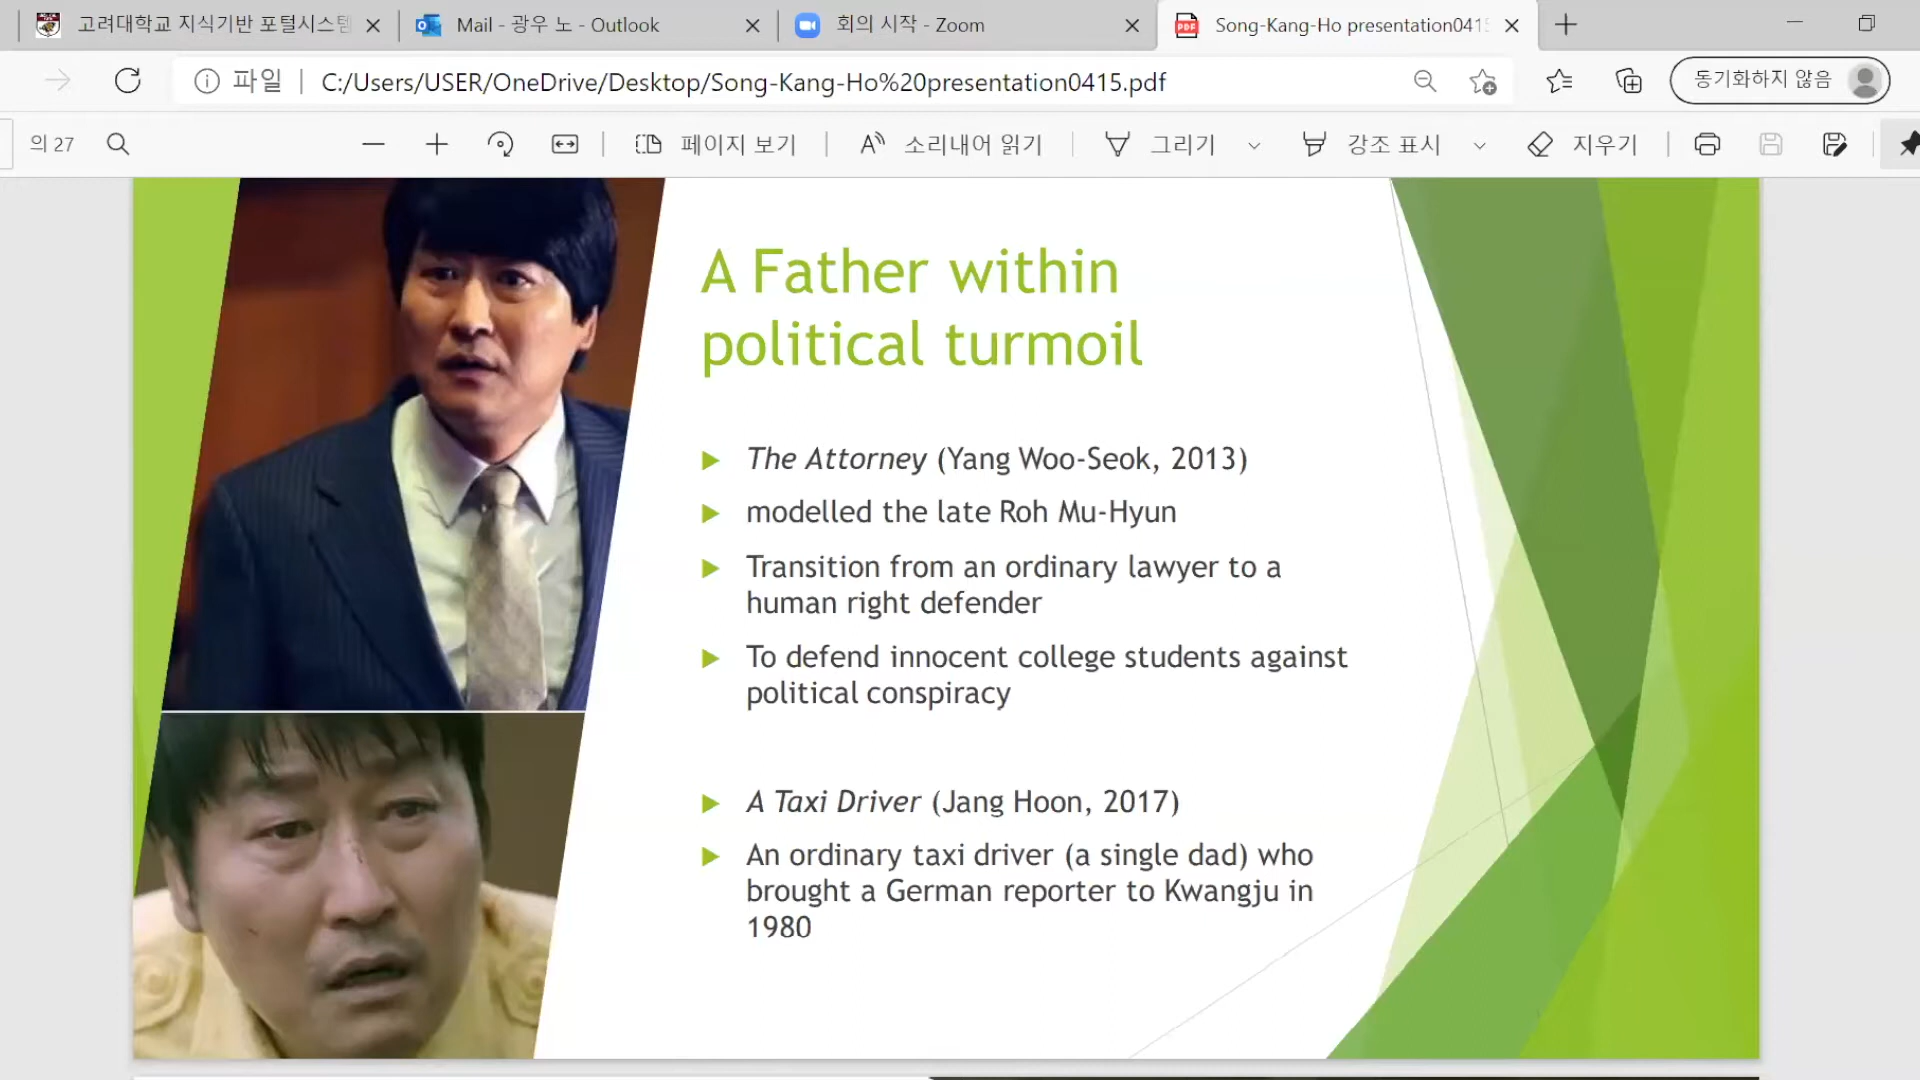 고려대학교 지식기반 포털시스템
Mail - 광우 노 - Outlook
회의 시작 - Zoom
Song-Kang-Ho presentation0415
파일
C:/Users/USER/OneDrive/Desktop/Song-Kang-Ho%20presentation0415.pdf
동기화하지 않음
의 27
페이지 보기
소리내어 읽기
그리기
강조 표시
지우기
A Father within
political turmoil
The Attorney (Yang Woo-Seok, 2013)
modelled the late Roh Mu-Hyun
Transition from an ordinary lawyer to a
human right defender
To defend innocent college students against
political conspiracy
A Taxi Driver (Jang Hoon, 2017)
An ordinary taxi driver (a single dad) who
brought a German reporter to Kwangju in
1980